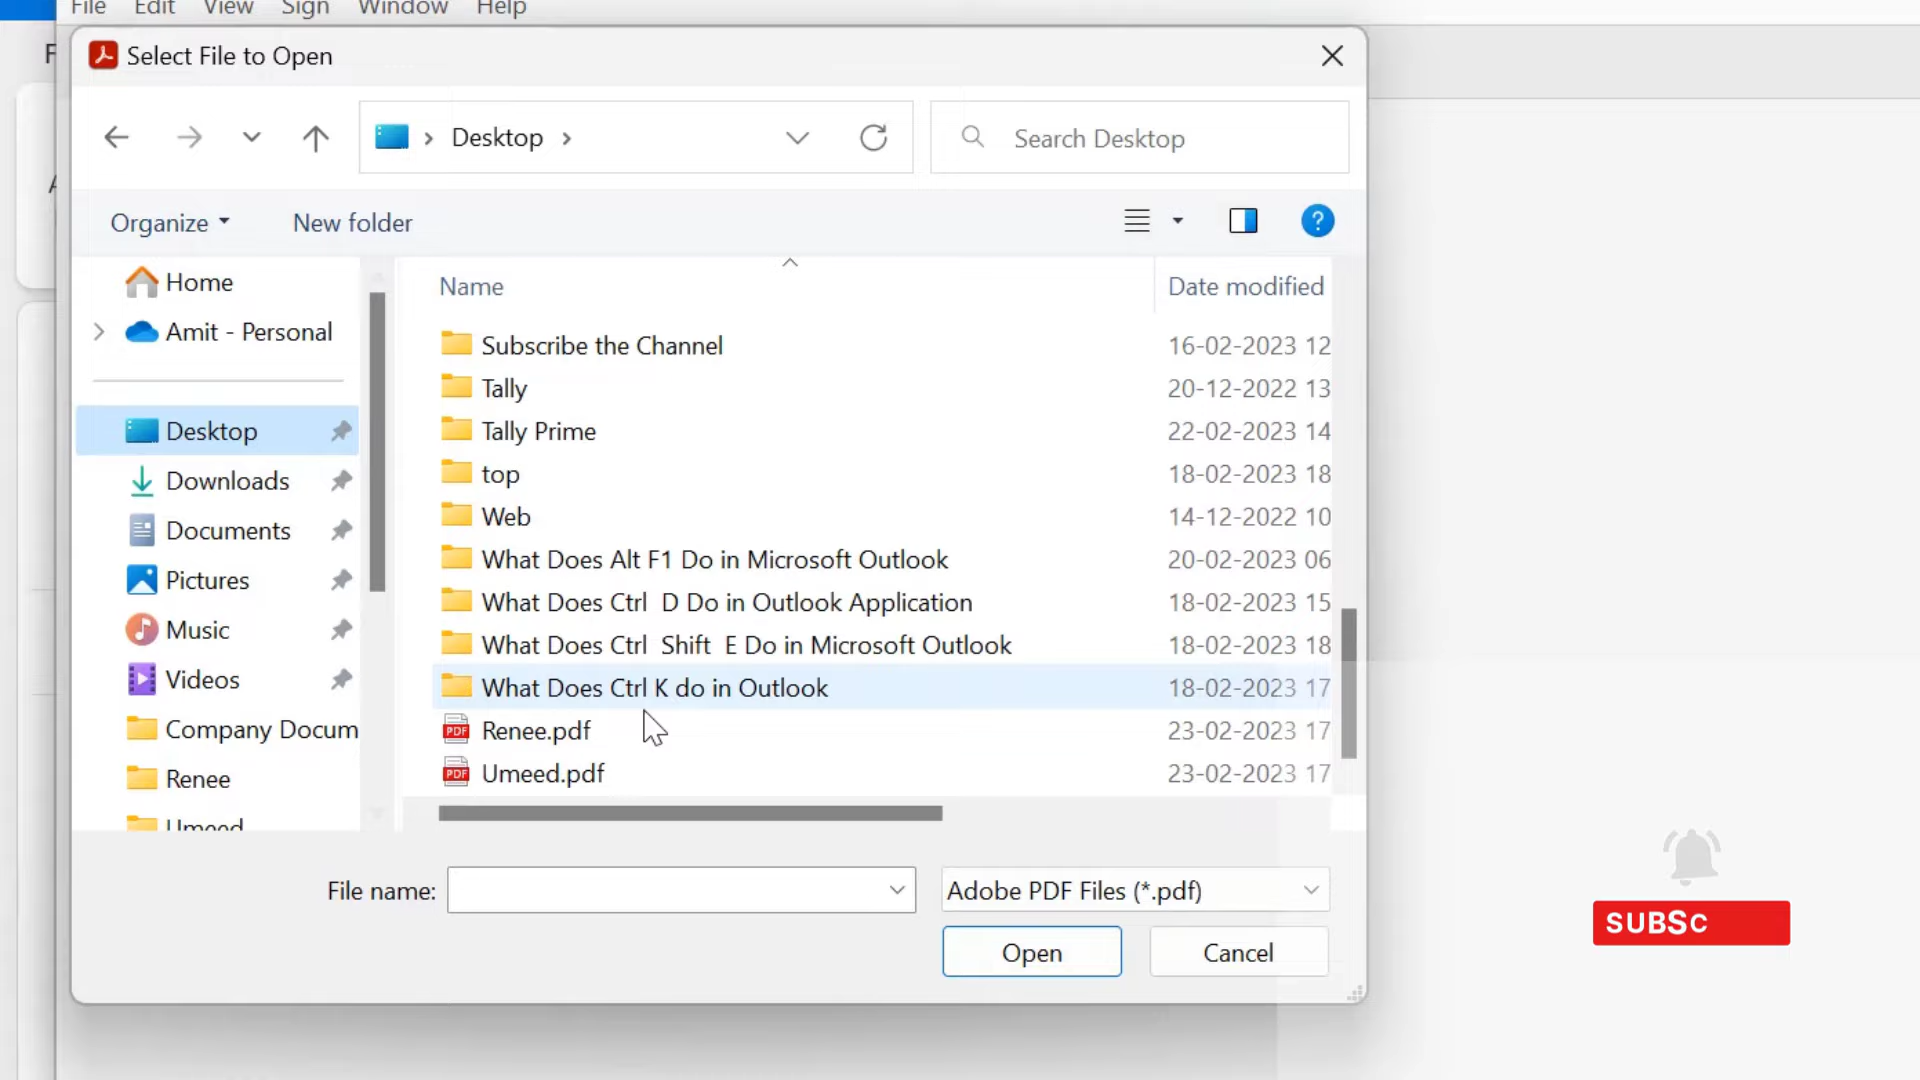 File Edit View Sign Window Help
Select File to Open
Desktop
Search Desktop
Organize
New folder
Home
Amit - Personal
Desktop
Downloads
Documents
Pictures
Music
Videos
Company Docum
Renee
Umeed
Name
Date modified
Subscribe the Channel 16-02-2023 12
Tally 20-12-2022 13
Tally Prime 22-02-2023 14
top 18-02-2023 18
Web 14-12-2022 10
What Does Alt F1 Do in Microsoft Outlook 20-02-2023 06
What Does Ctrl  D Do in Outlook Application 18-02-2023 15
What Does Ctrl  Shift  E Do in Microsoft Outlook 18-02-2023 18
What Does Ctrl K do in Outlook 18-02-2023 17
PDF Renee.pdf 23-02-2023 17
PDF Umeed.pdf 23-02-2023 17
File name:
Adobe PDF Files (*.pdf)
Open
Cancel
SUBSC